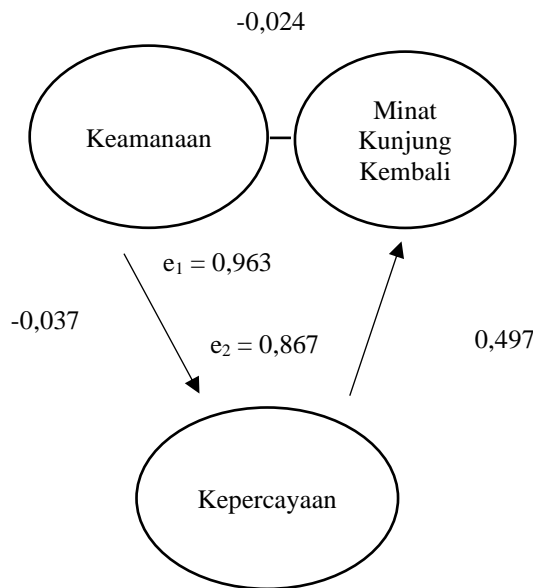 -0,024
Keamanaan
Minat
Kunjung
Kembali
e₁ = 0,963
-0,037
e₂ = 0,867
0,497
Kepercayaan